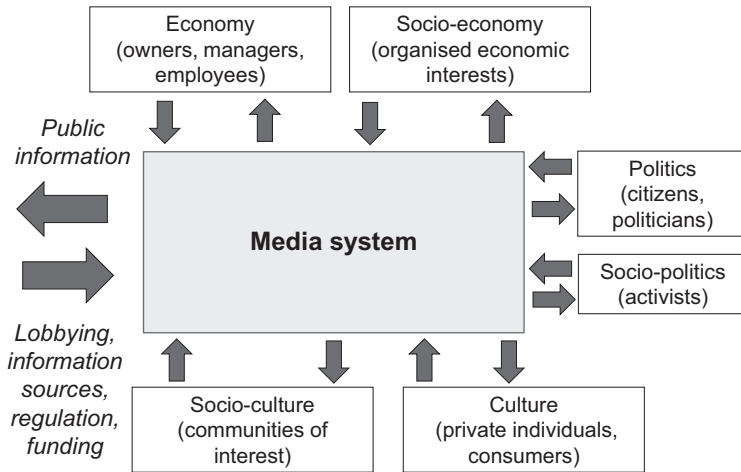 Economy
(owners, managers,
employees)
Socio-economy
(organised economic
interests)
Public
information
Media system
Politics
(citizens,
politicians)
Socio-politics
(activists)
Lobbying,
information
sources,
regulation,
funding
Socio-culture
(communities of
interest)
Culture
(private individuals,
consumers)